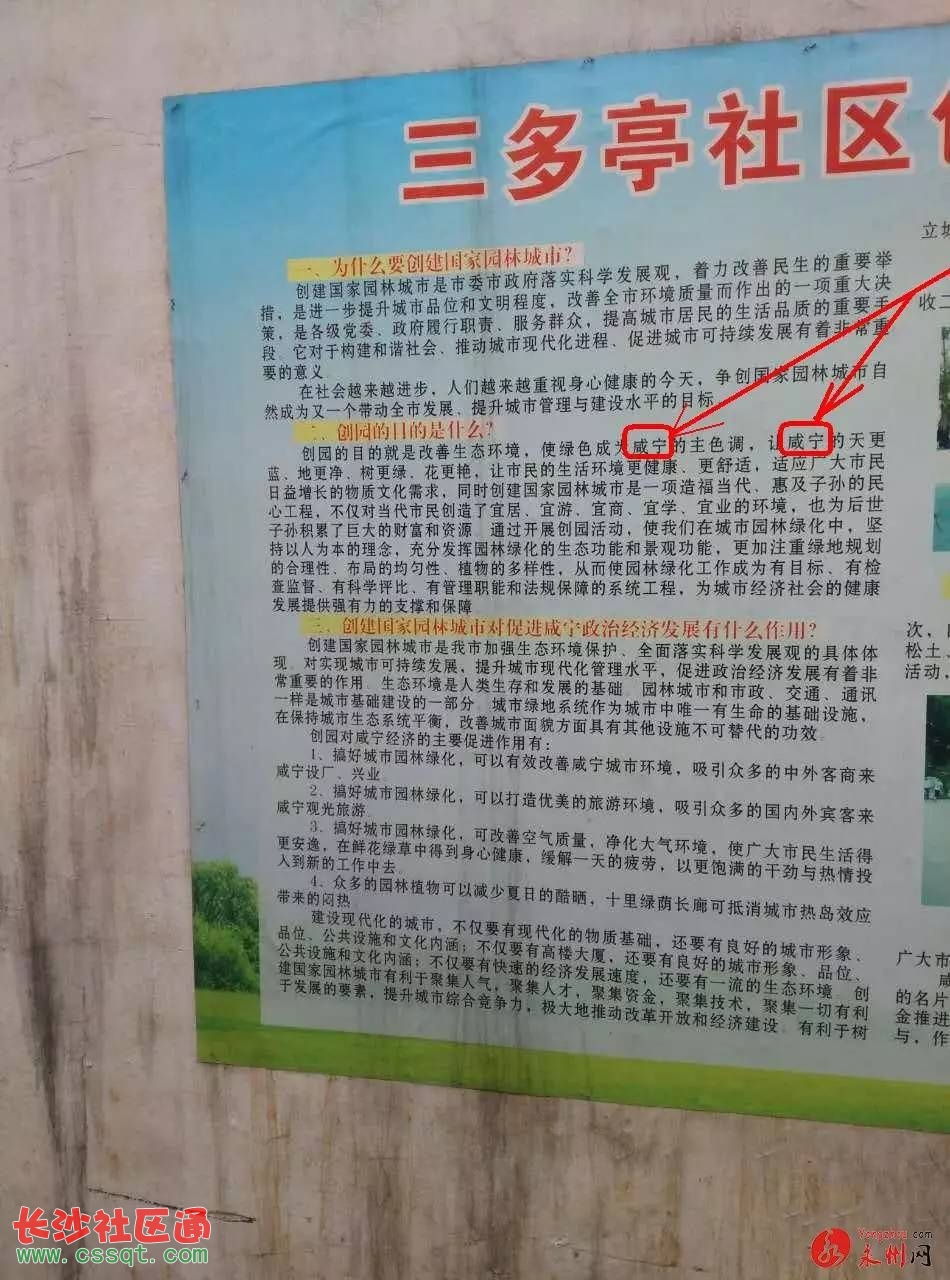 三多亭社区
一、为什么要创建国家园林城市?
创建国家园林城市是市委市政府落实科学发展观，着力改善民生的重要举
措，是进一步提升城市品位和文明程度，改善全市环境质量而作出的一项重大决
策，是各级党委、政府履行职责、服务群众，提高城市居民的生活品质的重要手
段。它对于构建和谐社会、推动城市现代化进程、促进城市可持续发展有着非常重
要的意义。
在社会越来越进步，人们越来越重视身心健康的今天，争创国家园林城市自
然成为又一个带动全市发展、提升城市管理与建设水平的目标。
二、创园的目的是什么?
创园的目的就是改善生态环境，使绿色成为咸宁的主色调，让咸宁的天更
蓝、地更净、树更绿、花更艳，让市民的生活环境更健康、更舒适，适应广大市民
日益增长的物质文化需求，同时创建国家园林城市是一项造福当代、惠及子孙的民
心工程，不仅对当代市民创造了宜居、宜游、宜商、宜学、宜业的环境，也为后世
子孙积累了巨大的财富和资源。通过开展创园活动，使我们在城市园林绿化中，坚
持以人为本的理念，充分发挥园林绿化的生态功能和景观功能，更加注重绿地规划
的合理性、布局的均匀性、植物的多样性，从而使园林绿化工作成为有目标、有检
查监督、有科学评比、有管理职能和法规保障的系统工程，为城市经济社会的健康
发展提供强有力的支撑和保障。
三、创建国家园林城市对促进咸宁政治经济发展有什么作用?
创建国家园林城市是我市加强生态环境保护、全面落实科学发展观的具体体
现。对实现城市可持续发展，提升城市现代化管理水平，促进政治经济发展有着非
常重要的作用。生态环境是人类生存和发展的基础。园林城市和市政、交通、通讯
一样是城市基础建设的一部分。城市绿地系统作为城市中唯一有生命的基础设施，
在保持城市生态系统平衡，改善城市面貌方面具有其他设施不可替代的功效。
创园对咸宁经济的主要促进作用有：
1、搞好城市园林绿化，可以有效改善咸宁城市环境，吸引众多的中外客商来
咸宁设厂、兴业。
2、搞好城市园林绿化，可以打造优美的旅游环境，吸引众多的国内外宾客来
咸宁观光旅游。
3、搞好城市园林绿化，可改善空气质量，净化大气环境，使广大市民生活得
更安逸，在鲜花绿草中得到身心健康，缓解一天的疲劳，以更饱满的干劲与热情投
入到新的工作中去。
4、众多的园林植物可以减少夏日的酷晒，十里绿荫长廊可抵消城市热岛效应
带来的闷热。
建设现代化的城市，不仅要有现代化的物质基础，还要有良好的城市形象、
品位、公共设施和文化内涵；不仅要有高楼大厦，还要有良好的城市形象、品位、
公共设施和文化内涵；不仅要有快速的经济发展速度，还要有一流的生态环境。创
建国家园林城市有利于聚集人气，聚集人才，聚集资金，聚集技术，聚集一切有利
于发展的要素，提升城市综合竞争力，极大地推动改革开放和经济建设。有利于树
立城
收二
次，
松土、
活动，
广大市
咸
的名片
金推进
与，作
长沙社区通
www.cssqt.com
Yongzhou.com
永州网